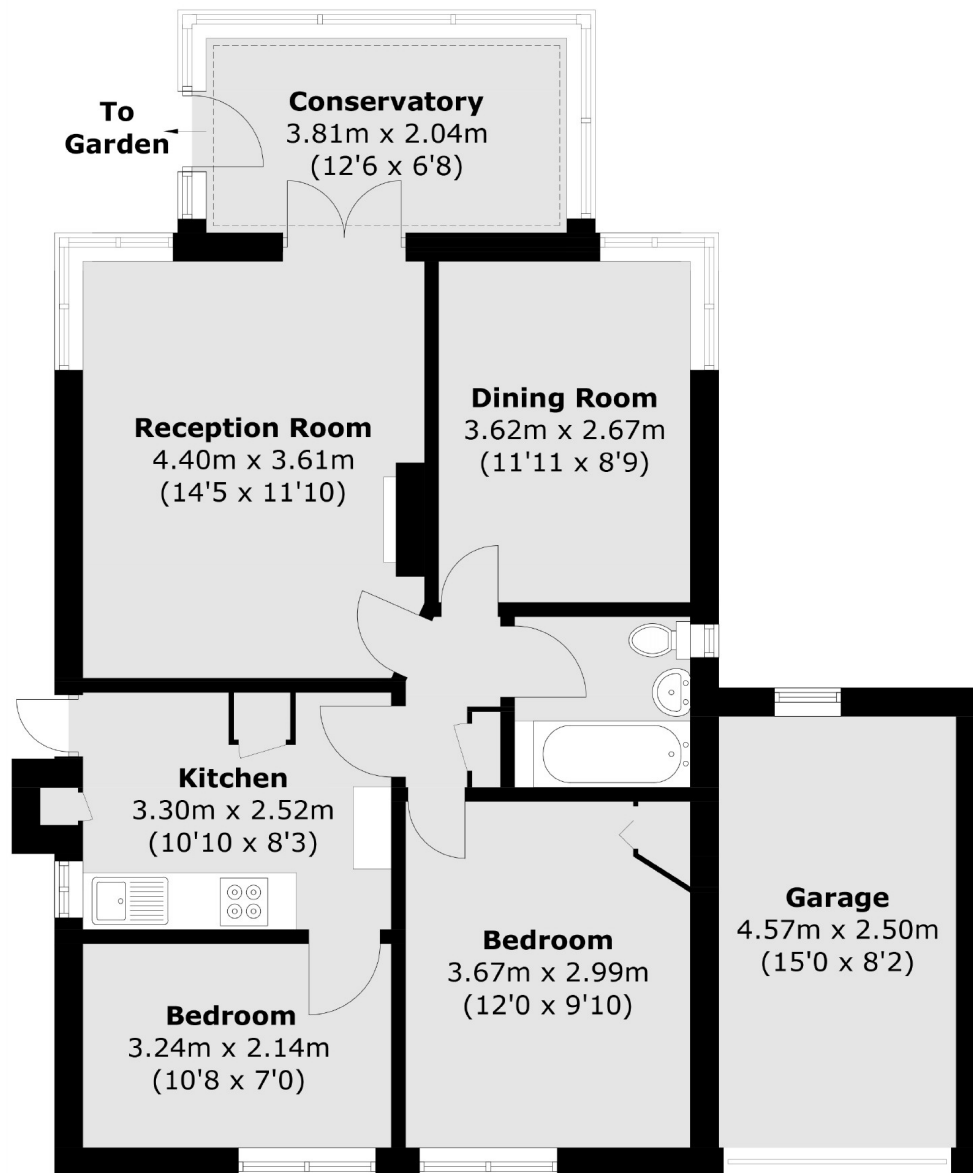 To
Garden
Conservatory
3.81m x 2.04m
(12'6 x 6'8)
Reception Room
4.40m x 3.61m
(14'5 x 11'10)
Dining Room
3.62m x 2.67m
(11'11 x 8'9)
Kitchen
3.30m x 2.52m
(10'10 x 8'3)
Bedroom
3.67m x 2.99m
(12'0 x 9'10)
Garage
4.57m x 2.50m
(15'0 x 8'2)
Bedroom
3.24m x 2.14m
(10'8 x 7'0)